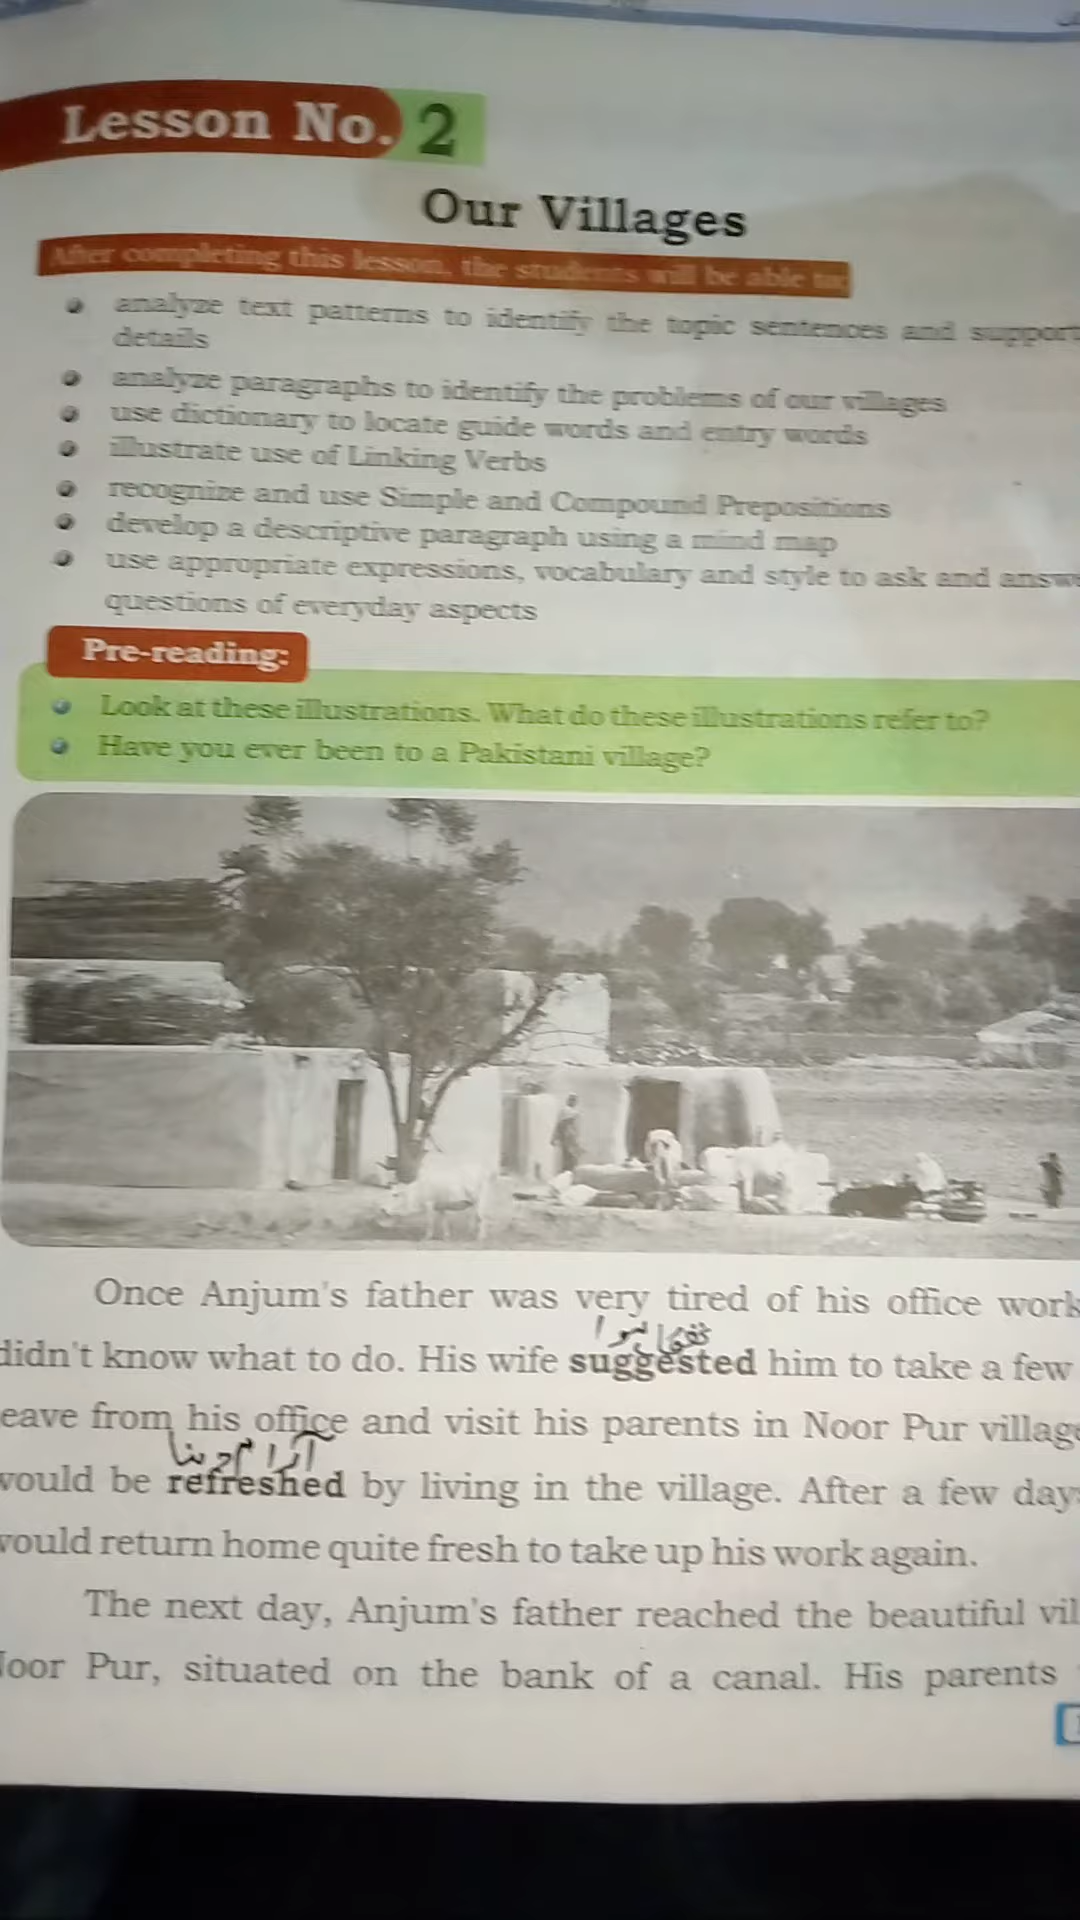 Lesson No. 2
Our Villages
After completing this lesson, the students will be able to:
analyze text patterns to identify the topic sentences and support
details
analyze paragraphs to identify the problems of our villages
use dictionary to locate guide words and entry words
illustrate use of Linking Verbs
recognize and use Simple and Compound Prepositions
develop a descriptive paragraph using a mind map
use appropriate expressions, vocabulary and style to ask and answe
questions of everyday aspects
Pre-reading:
Look at these illustrations. What do these illustrations refer to?
Have you ever been to a Pakistani village?
Once Anjum's father was very tired of his office work
didn't know what to do. His wife suggested him to take a few
eave from his office and visit his parents in Noor Pur village
آرام دینا
would be refreshed by living in the village. After a few days
would return home quite fresh to take up his work again.
The next day, Anjum's father reached the beautiful vil
Noor Pur, situated on the bank of a canal. His parents